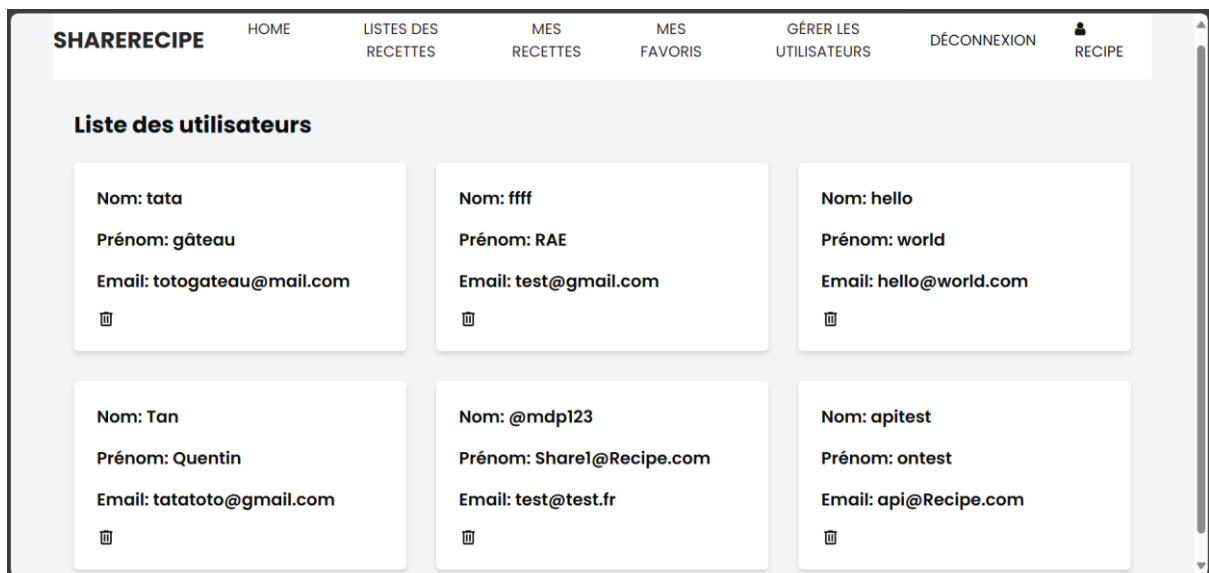 SHARERECIPE
HOME
LISTES DES
RECETTES
MES
RECETTES
MES
FAVORIS
GÉRER LES
UTILISATEURS
DÉCONNEXION
RECIPE
Liste des utilisateurs
Nom: tata
Prénom: gâteau
Email: totogateau@mail.com
Nom: ffff
Prénom: RAE
Email: test@gmail.com
Nom: hello
Prénom: world
Email: hello@world.com
Nom: Tan
Prénom: Quentin
Email: tatatoto@gmail.com
Nom: @mdp123
Prénom: Share1@Recipe.com
Email: test@test.fr
Nom: apitest
Prénom: ontest
Email: api@Recipe.com